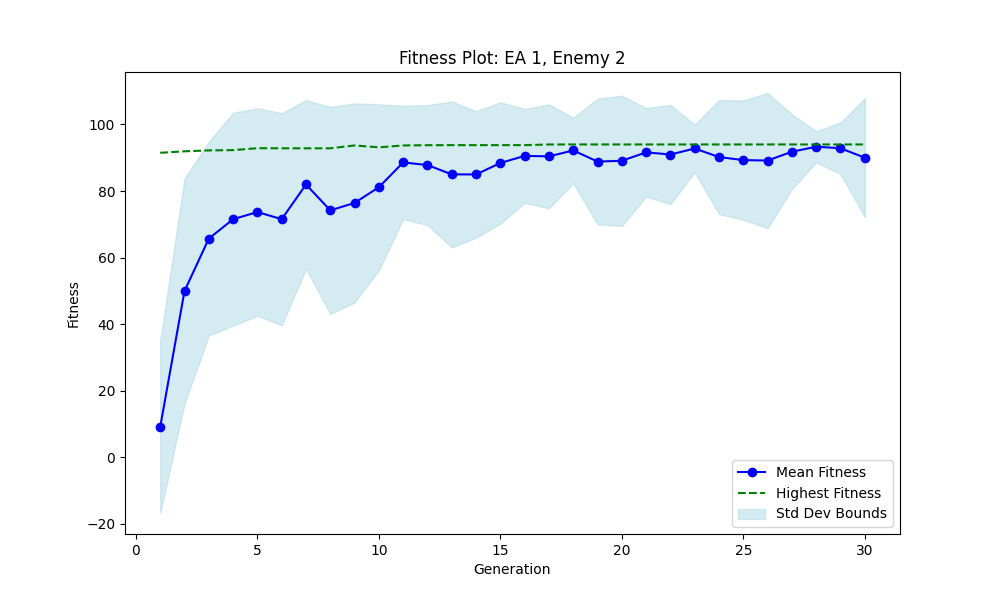 Fitness Plot: EA 1, Enemy 2
Fitness
100
80
60
40
20
0
−20
0 5 10 15 20 25 30
Generation
Mean Fitness
Highest Fitness
Std Dev Bounds